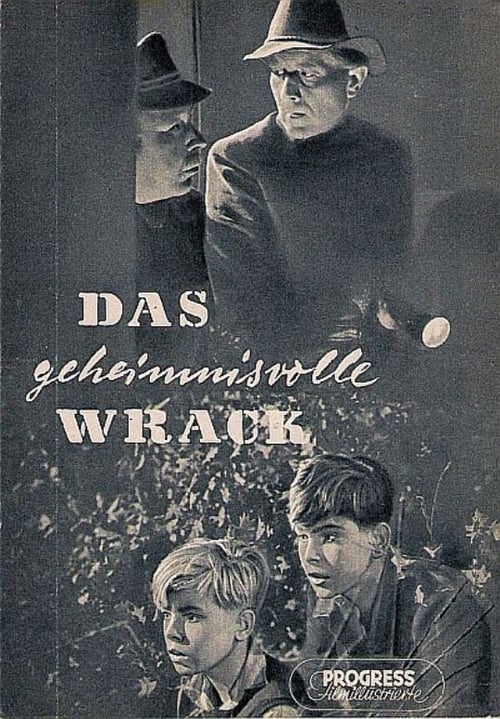 DAS
geheimnisvolle
WRACK
PROGRESS
Filmillustrierte